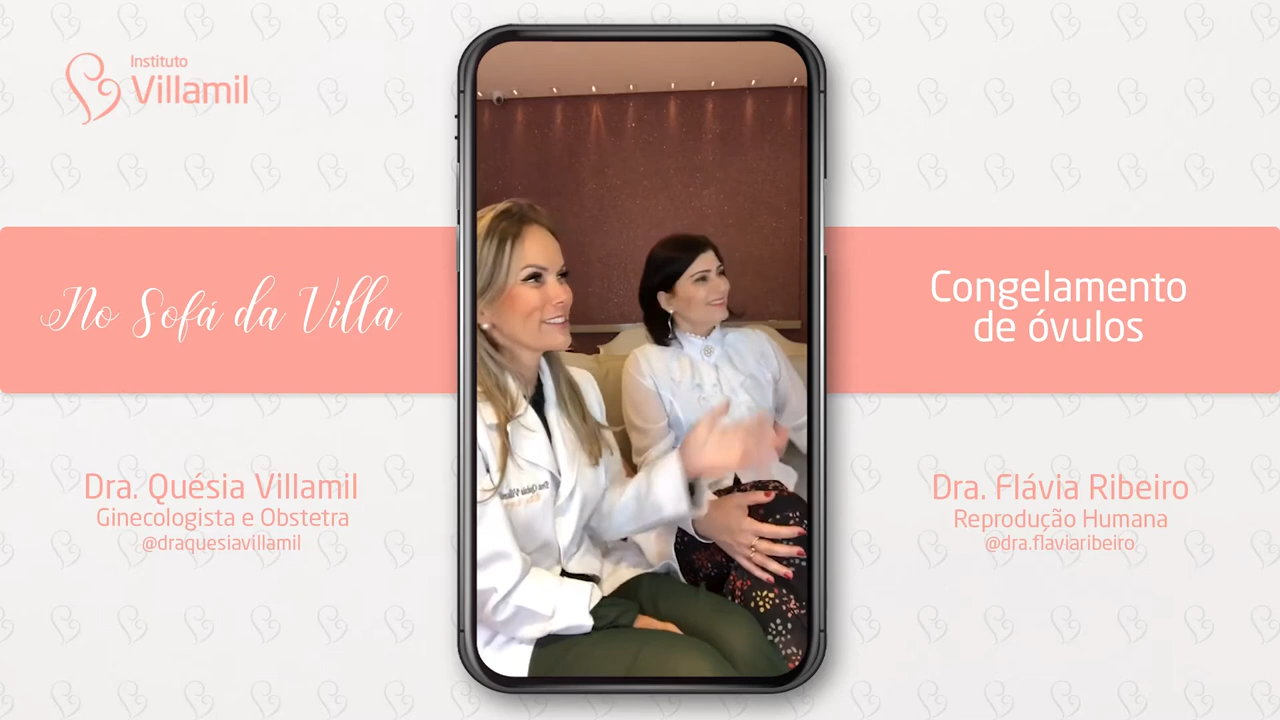 Instituto
Villamil
No Sofá da Villa
Congelamento
de óvulos
Dra. Quésia Villamil
Ginecologista e Obstetra
@draquesiavillamil
Dra. Flávia Ribeiro
Reprodução Humana
@dra.flaviaribeiro